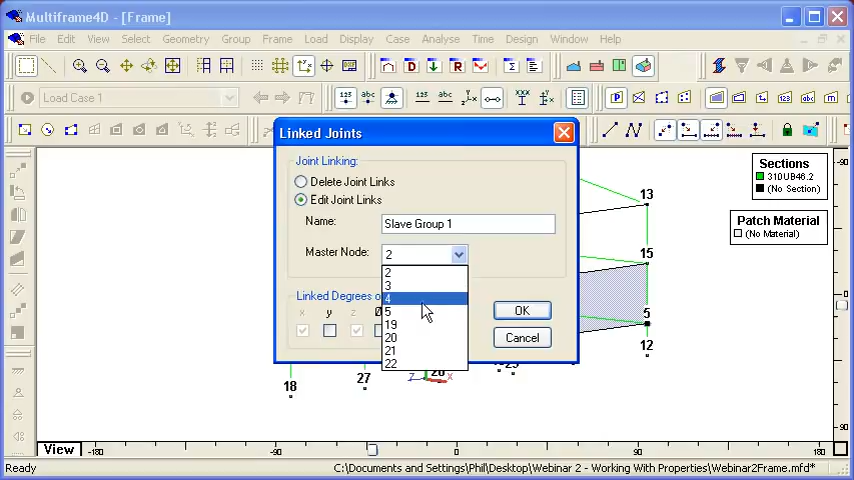 Multiframe4D - [Frame]
File Edit View Select Geometry Group Frame Load Display Case Analyse Time Window Help
Load Case 1
Linked Joints
Joint Linking:
Delete Joint Links
Edit Joint Links
Name: Slave Group 1
Master Node: 2
2
3
4
5
19
20
21
22
Linked Degrees o
x y z Ø
OK
Cancel
Sections
310UB46.2
(No Section)
Patch Material
(No Material)
13
15
5
12
18
27
View -180 -90 0 90 180
Ready C:\Documents and Settings\Phil\Desktop\Webinar 2 - Working With Properties\Webinar2Frame.mfd*